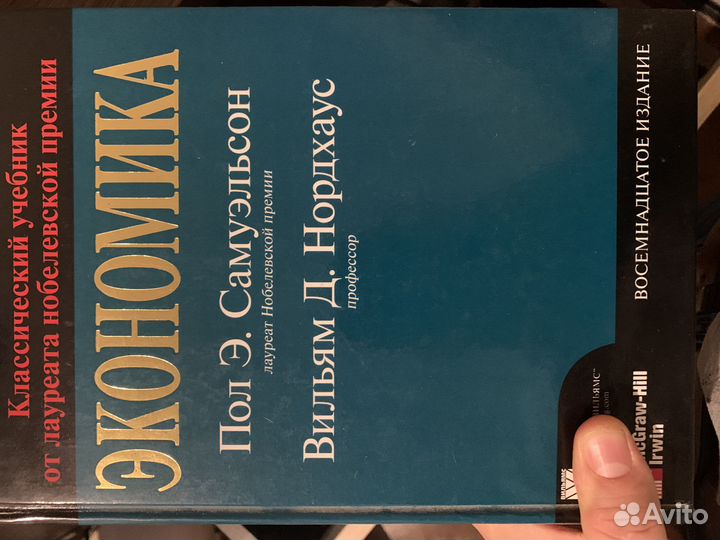 Классический учебник
от лауреата нобелевской премии
ЭКОНОМИКА
Пол Э. Самуэльсон
лауреат Нобелевской премии
Вильям Д. Нордхаус
профессор
ВОСЕМНАДЦАТОЕ ИЗДАНИЕ
ВИЛЬЯМС
Irwin
Avito